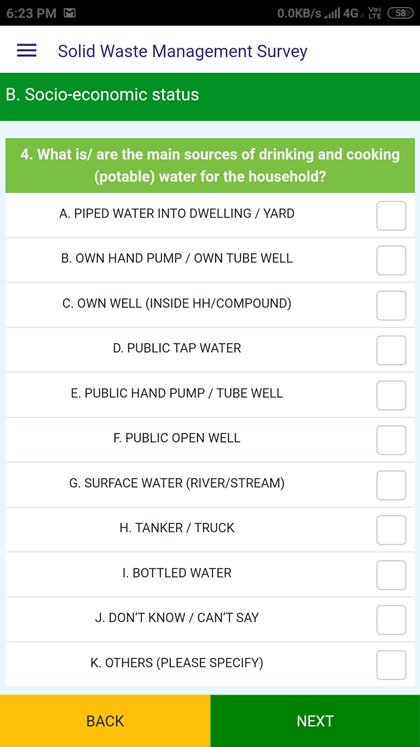 6:23 PM 0.0KB/s 4G Vo) LTE 58
Solid Waste Management Survey
B. Socio-economic status
4. What is/ are the main sources of drinking and cooking
(potable) water for the household?
A. PIPED WATER INTO DWELLING / YARD
B. OWN HAND PUMP / OWN TUBE WELL
C. OWN WELL (INSIDE HH/COMPOUND)
D. PUBLIC TAP WATER
E. PUBLIC HAND PUMP / TUBE WELL
F. PUBLIC OPEN WELL
G. SURFACE WATER (RIVER/STREAM)
H. TANKER / TRUCK
I. BOTTLED WATER
J. DON'T KNOW / CAN'T SAY
K. OTHERS (PLEASE SPECIFY)
BACK NEXT